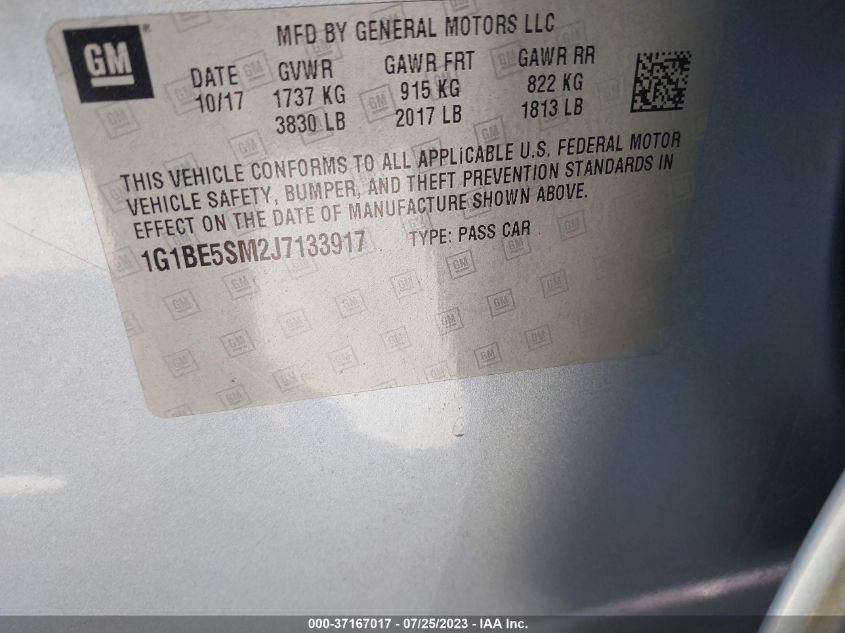 GM
MFD BY GENERAL MOTORS LLC
DATE GVWR GAWR FRT GAWR RR
10/17 1737 KG 915 KG 822 KG
3830 LB 2017 LB 1813 LB
THIS VEHICLE CONFORMS TO ALL APPLICABLE U.S. FEDERAL MOTOR
VEHICLE SAFETY, BUMPER, AND THEFT PREVENTION STANDARDS IN
EFFECT ON THE DATE OF MANUFACTURE SHOWN ABOVE.
1G1BE5SM2J7133917 TYPE: PASS CAR
000-37167017 / 07/25/2023 - IAA Inc.